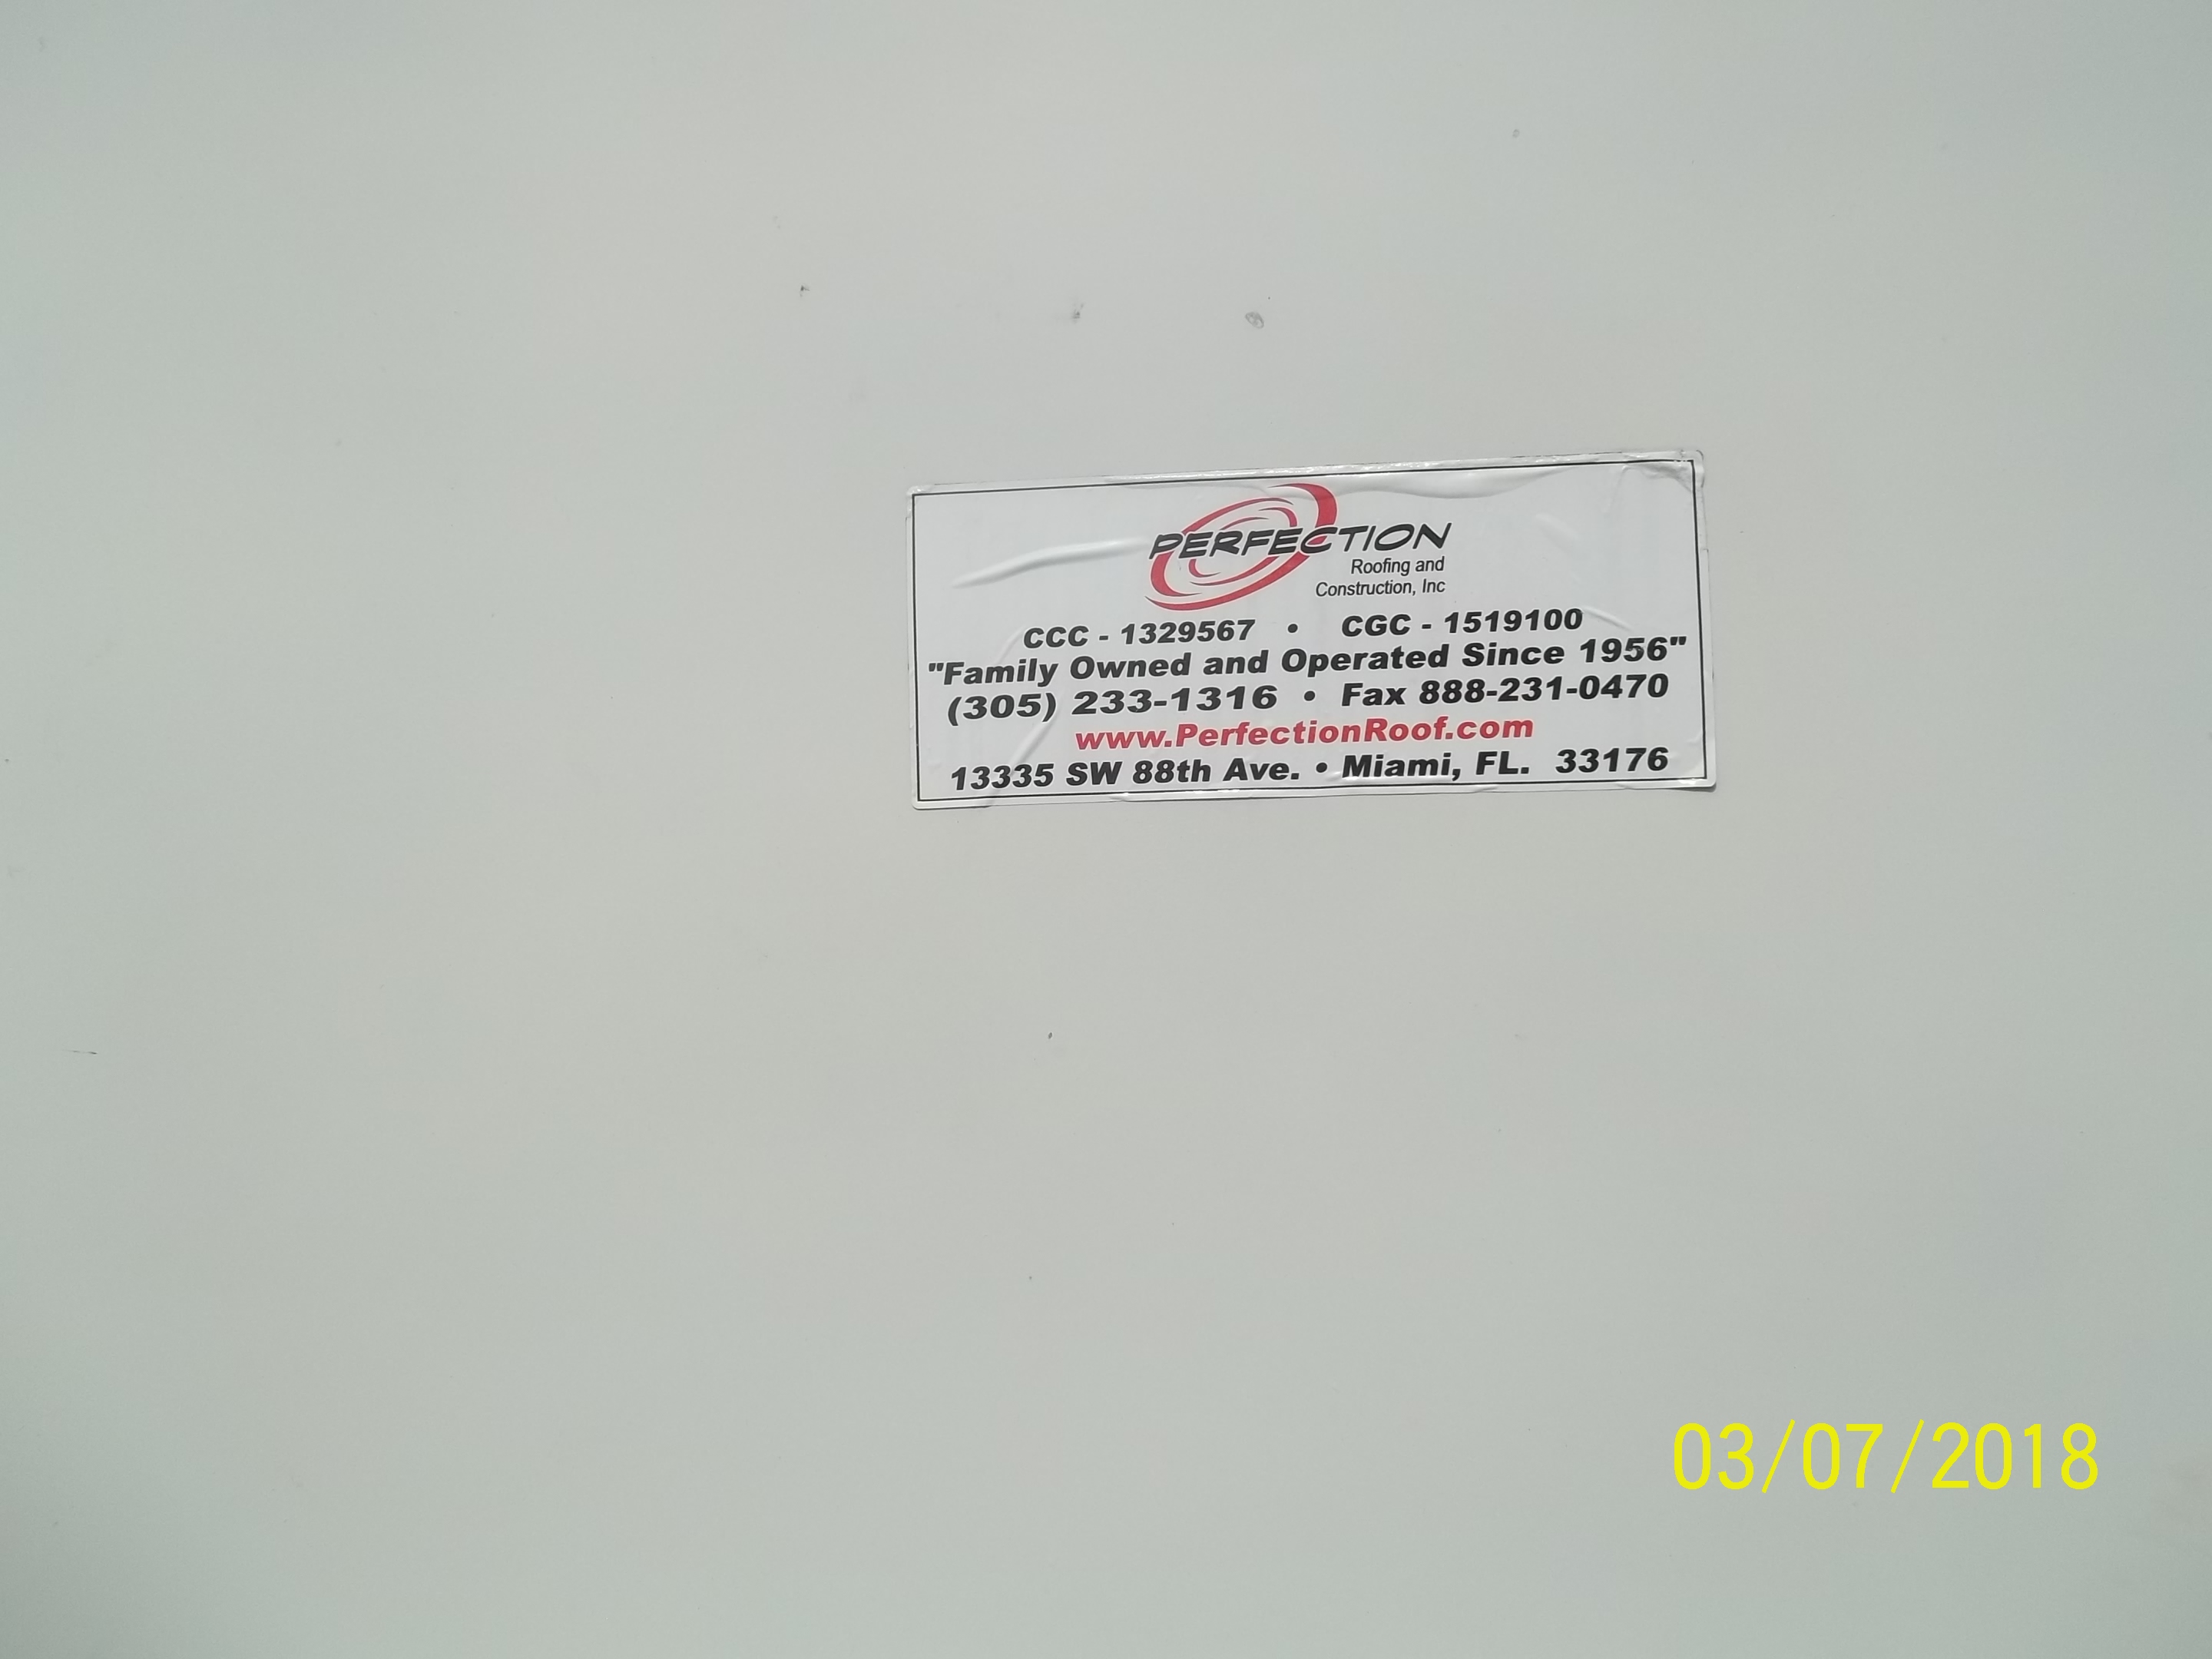 PERFECTION
Roofing and
Construction, Inc
CCC - 1329567 • CGC - 1519100
"Family Owned and Operated Since 1956"
(305) 233-1316 • Fax 888-231-0470
www.PerfectionRoof.com
13335 SW 88th Ave. • Miami, FL. 33176
03/07/2018